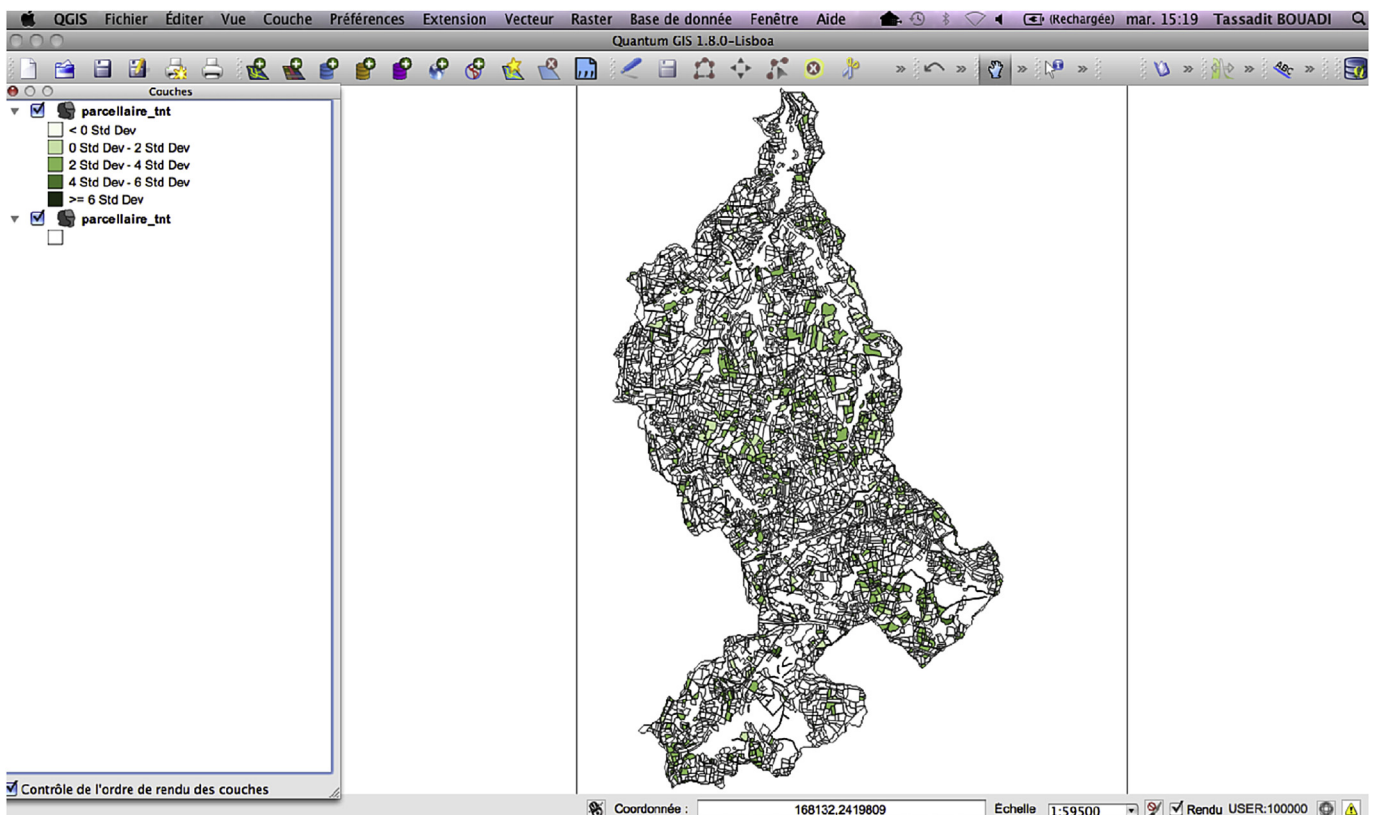 QGIS Fichier Éditer Vue Couche Préférences Extension Vecteur Raster Base de donnée Fenêtre Aide (Rechargée) mar. 15:19 Tassadit BOUADI
Quantum GIS 1.8.0-Lisboa
Couches
parcellaire_tnt
< 0 Std Dev
0 Std Dev - 2 Std Dev
2 Std Dev - 4 Std Dev
4 Std Dev - 6 Std Dev
>= 6 Std Dev
parcellaire_tnt
Contrôle de l'ordre de rendu des couches
Coordonnée : 168132,2419809 Échelle 1:59500 Rendu USER:100000